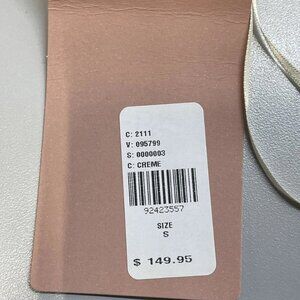 C: 2111
V: 095799
S: 0000003
C: CREME
92423557
SIZE
S
$ 149.95